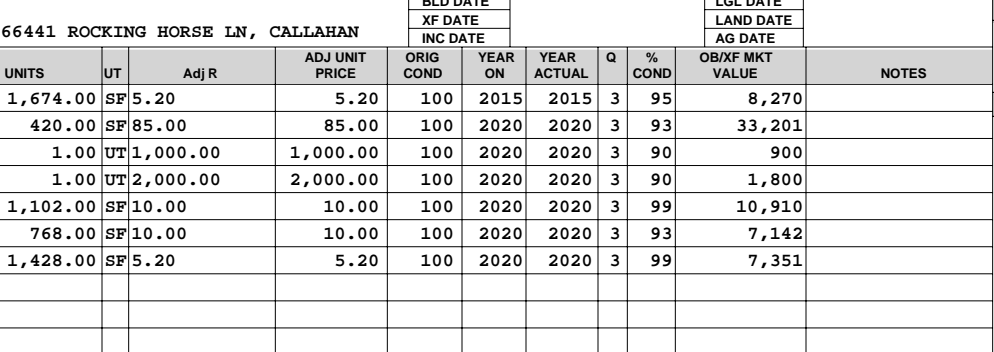 BLD DATE LGL DATE
XF DATE LAND DATE
66441 ROCKING HORSE LN, CALLAHAN INC DATE AG DATE
UNITS UT Adj R ADJ UNIT PRICE ORIG COND YEAR ON YEAR ACTUAL Q % COND OB/XF MKT VALUE NOTES
1,674.00 SF 5.20 5.20 100 2015 2015 3 95 8,270
420.00 SF 85.00 85.00 100 2020 2020 3 93 33,201
1.00 UT 1,000.00 1,000.00 100 2020 2020 3 90 900
1.00 UT 2,000.00 2,000.00 100 2020 2020 3 90 1,800
1,102.00 SF 10.00 10.00 100 2020 2020 3 99 10,910
768.00 SF 10.00 10.00 100 2020 2020 3 93 7,142
1,428.00 SF 5.20 5.20 100 2020 2020 3 99 7,351